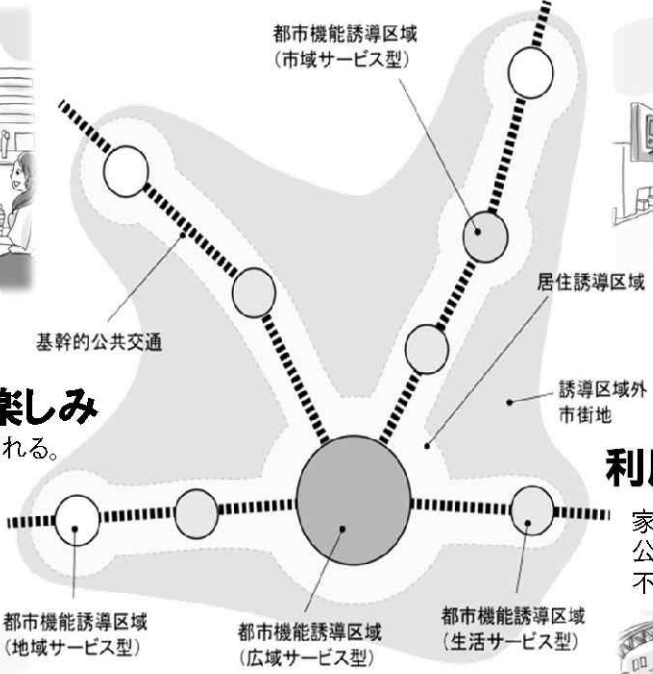 都市機能誘導区域
（市域サービス型）
居住誘導区域
基幹的公共交通
誘導区域外
市街地
楽しみ
れる。
利
家
公
不
都市機能誘導区域
（地域サービス型）
都市機能誘導区域
（広域サービス型）
都市機能誘導区域
（生活サービス型）